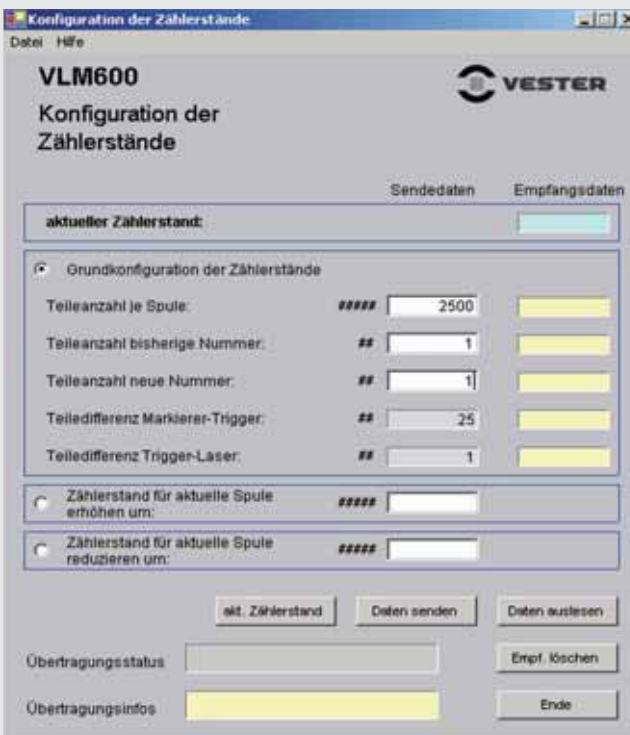 Konfiguration der Zählerstände
Datei Hilfe
VLM600
VESTER
Konfiguration der
Zählerstände
Sendedaten Empfangsdaten
aktueller Zählerstand:
Grundkonfiguration der Zählerstände
Teileanzahl je Spule: ##### 2500
Teileanzahl bisherige Nummer: ## 1
Teileanzahl neue Nummer: ## 1
Teiledifferenz Markierer-Trigger: ## 25
Teiledifferenz Trigger-Laser: ## 1
Zählerstand für aktuelle Spule
erhöhen um: #####
Zählerstand für aktuelle Spule
reduzieren um: #####
akt. Zählerstand Daten senden Daten auslesen
Übertragungsstatus Empf. löschen
Übertragungsinfos Ende